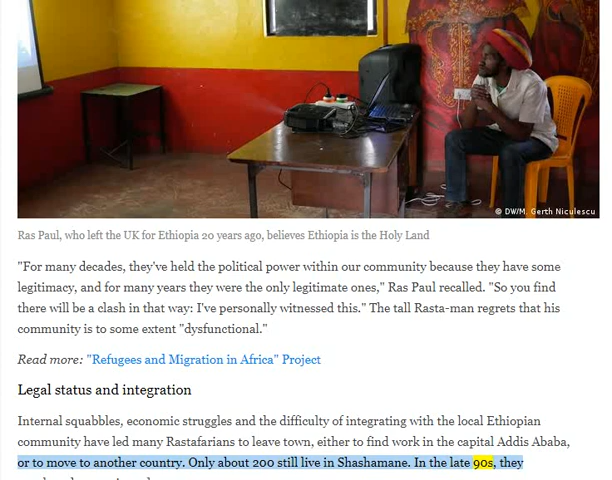 © DW/M. Gerth Niculescu
Ras Paul, who left the UK for Ethiopia 20 years ago, believes Ethiopia is the Holy Land
"For many decades, they've held the political power within our community because they have some
legitimacy, and for many years they were the only legitimate ones," Ras Paul recalled. "So you find
there will be a clash in that way: I've personally witnessed this." The tall Rasta-man regrets that his
community is to some extent "dysfunctional."
Read more: "Refugees and Migration in Africa" Project
Legal status and integration
Internal squabbles, economic struggles and the difficulty of integrating with the local Ethiopian
community have led many Rastafarians to leave town, either to find work in the capital Addis Ababa,
or to move to another country. Only about 200 still live in Shashamane. In the late 90s, they